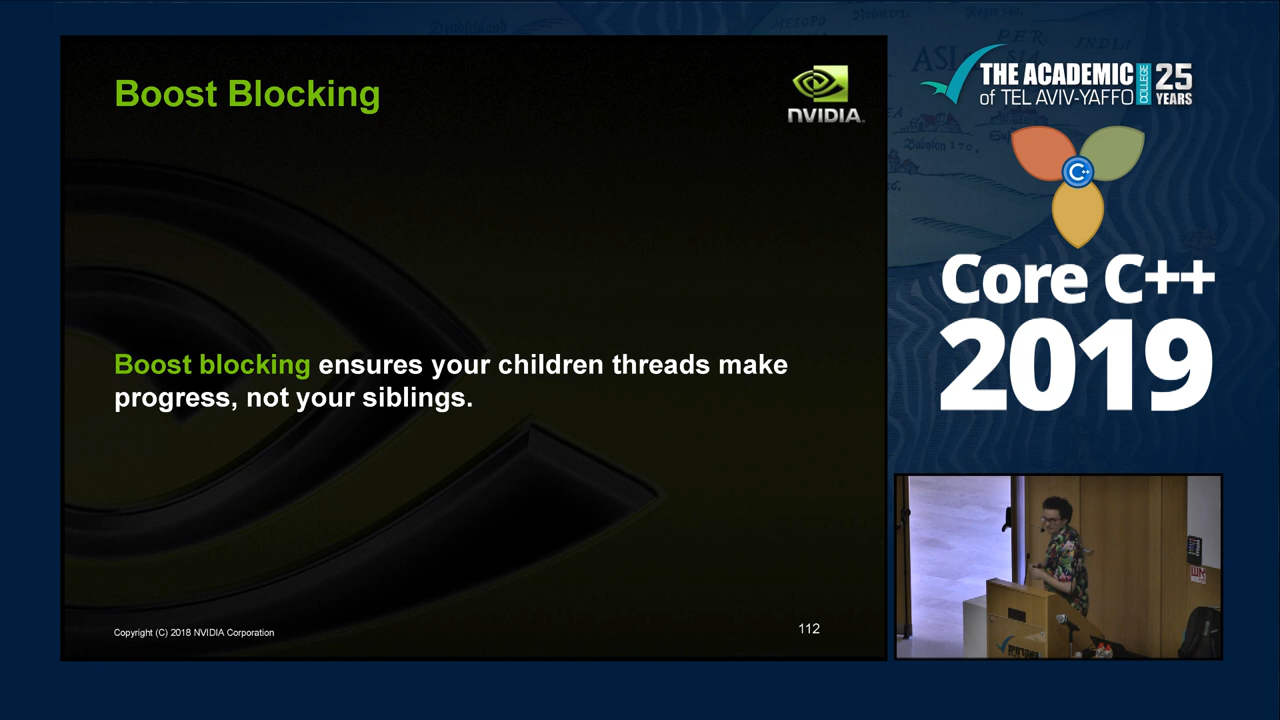 Boost Blocking
NVIDIA.
Boost blocking ensures your children threads make
progress, not your siblings.
Copyright (C) 2018 NVIDIA Corporation
112
THE ACADEMIC
of TEL AVIV-YAFFO
COLLEGE
25
YEARS
C++
Core C++
2019